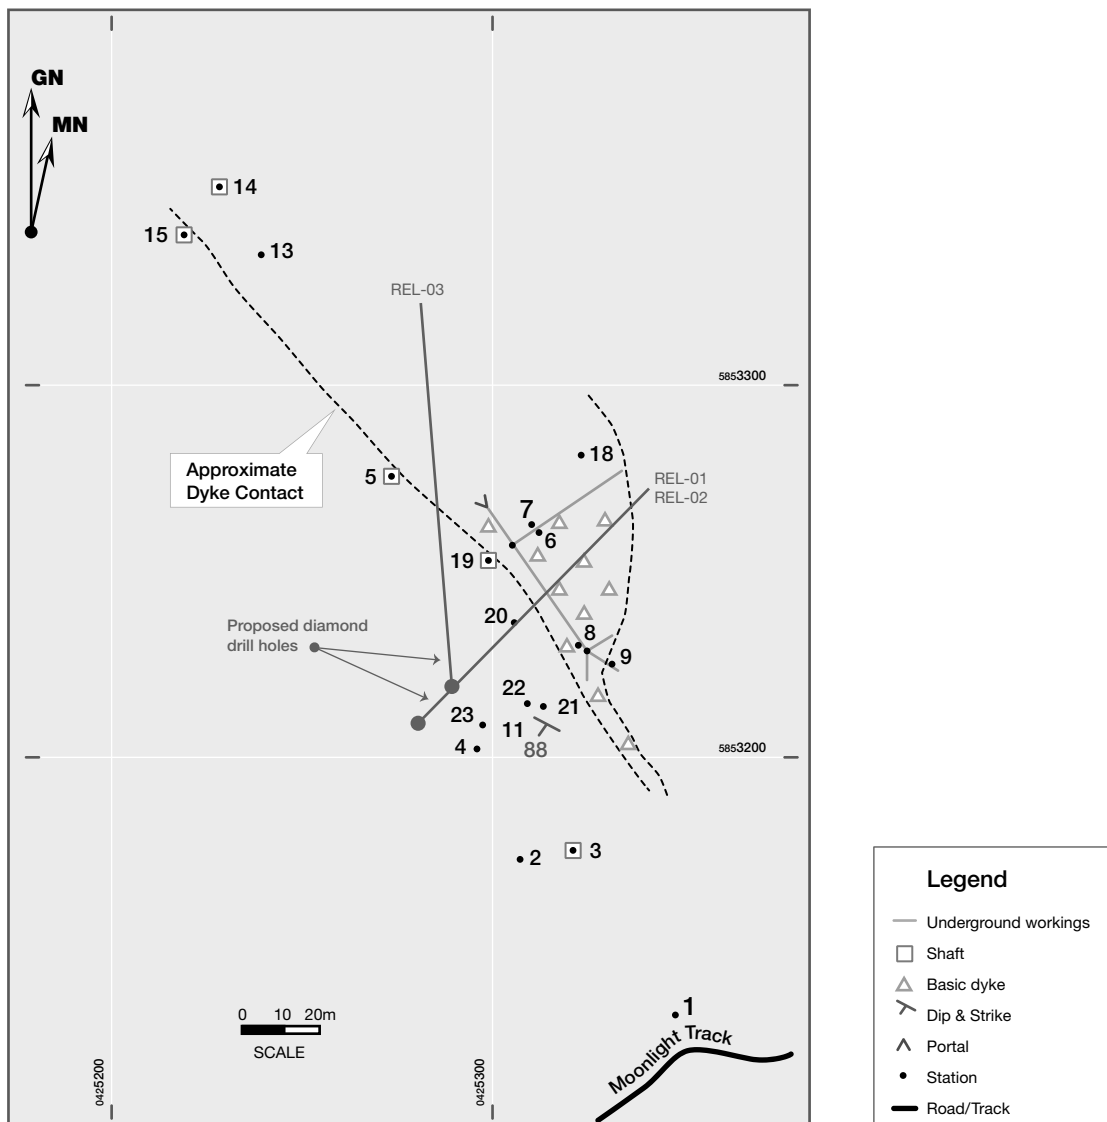 GN
MN
14
15
13
REL-03
5853300
Approximate
Dyke Contact
5
18
REL-01
REL-02
7
6
19
20
8
9
Proposed diamond
drill holes
22
21
23
11
4
88
5853200
2
3
0 10 20m
SCALE
1
Moonlight Track
0425200
0425300
Legend
Underground workings
Shaft
Basic dyke
Dip & Strike
Portal
Station
Road/Track